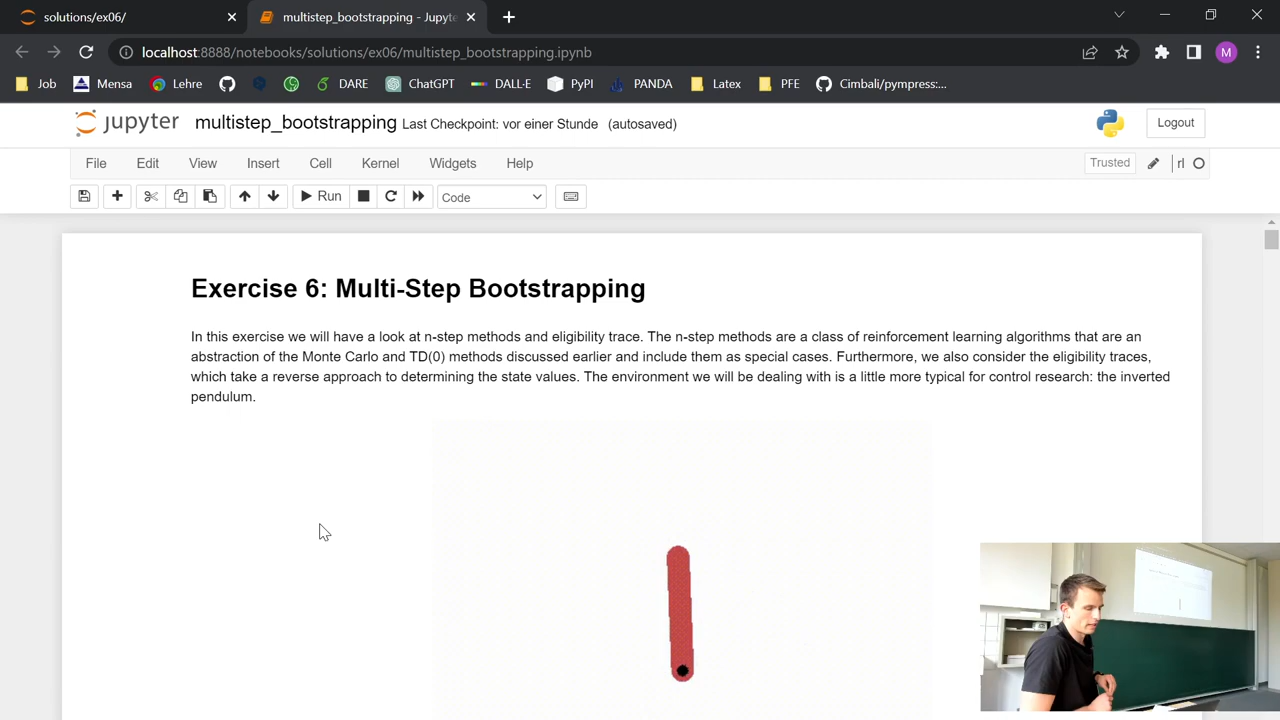 solutions/ex06/
multistep_bootstrapping - Jupyte
localhost:8888/notebooks/solutions/ex06/multistep_bootstrapping.ipynb
M
Job Mensa Lehre DARE ChatGPT DALL-E PyPI PANDA Latex PFE Cimbali/pympress:...
jupyter multistep_bootstrapping Last Checkpoint: vor einer Stunde (autosaved)
Logout
File Edit View Insert Cell Kernel Widgets Help
Trusted rl
Run Code
Exercise 6: Multi-Step Bootstrapping
In this exercise we will have a look at n-step methods and eligibility trace. The n-step methods are a class of reinforcement learning algorithms that are an
abstraction of the Monte Carlo and TD(0) methods discussed earlier and include them as special cases. Furthermore, we also consider the eligibility traces,
which take a reverse approach to determining the state values. The environment we will be dealing with is a little more typical for control research: the inverted
pendulum.